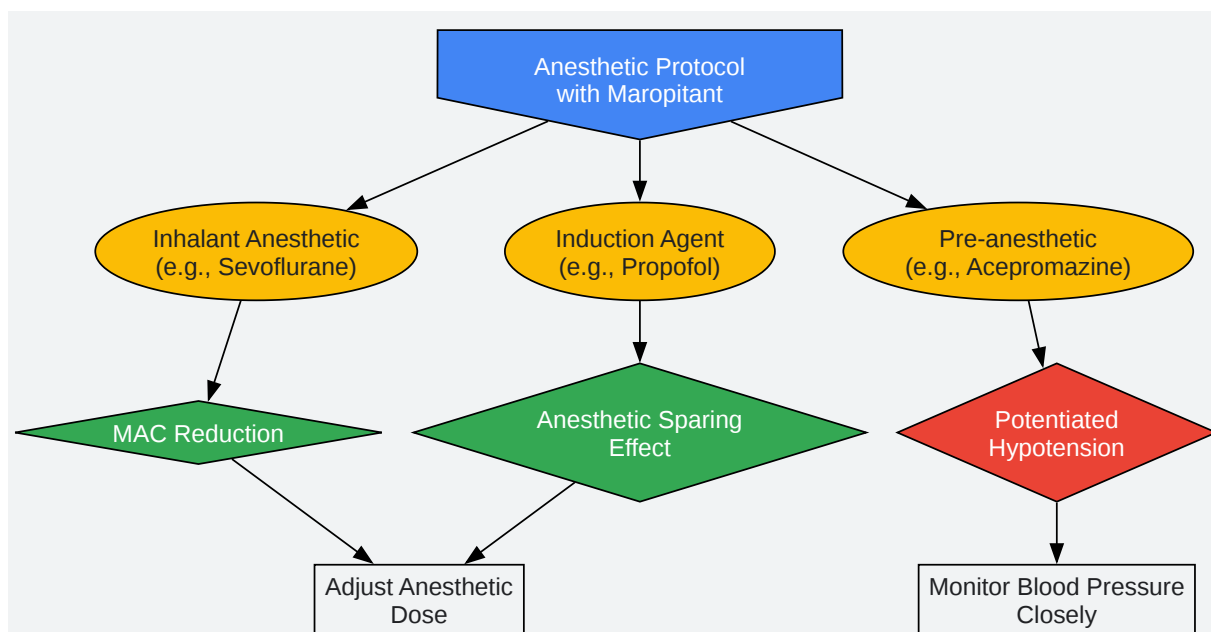 Anesthetic Protocol
with Maropitant
Inhalant Anesthetic
(e.g., Sevoflurane)
Induction Agent
(e.g., Propofol)
Pre-anesthetic
(e.g., Acepromazine)
MAC Reduction
Anesthetic Sparing
Effect
Potentiated
Hypotension
Adjust Anesthetic
Dose
Monitor Blood Pressure
Closely